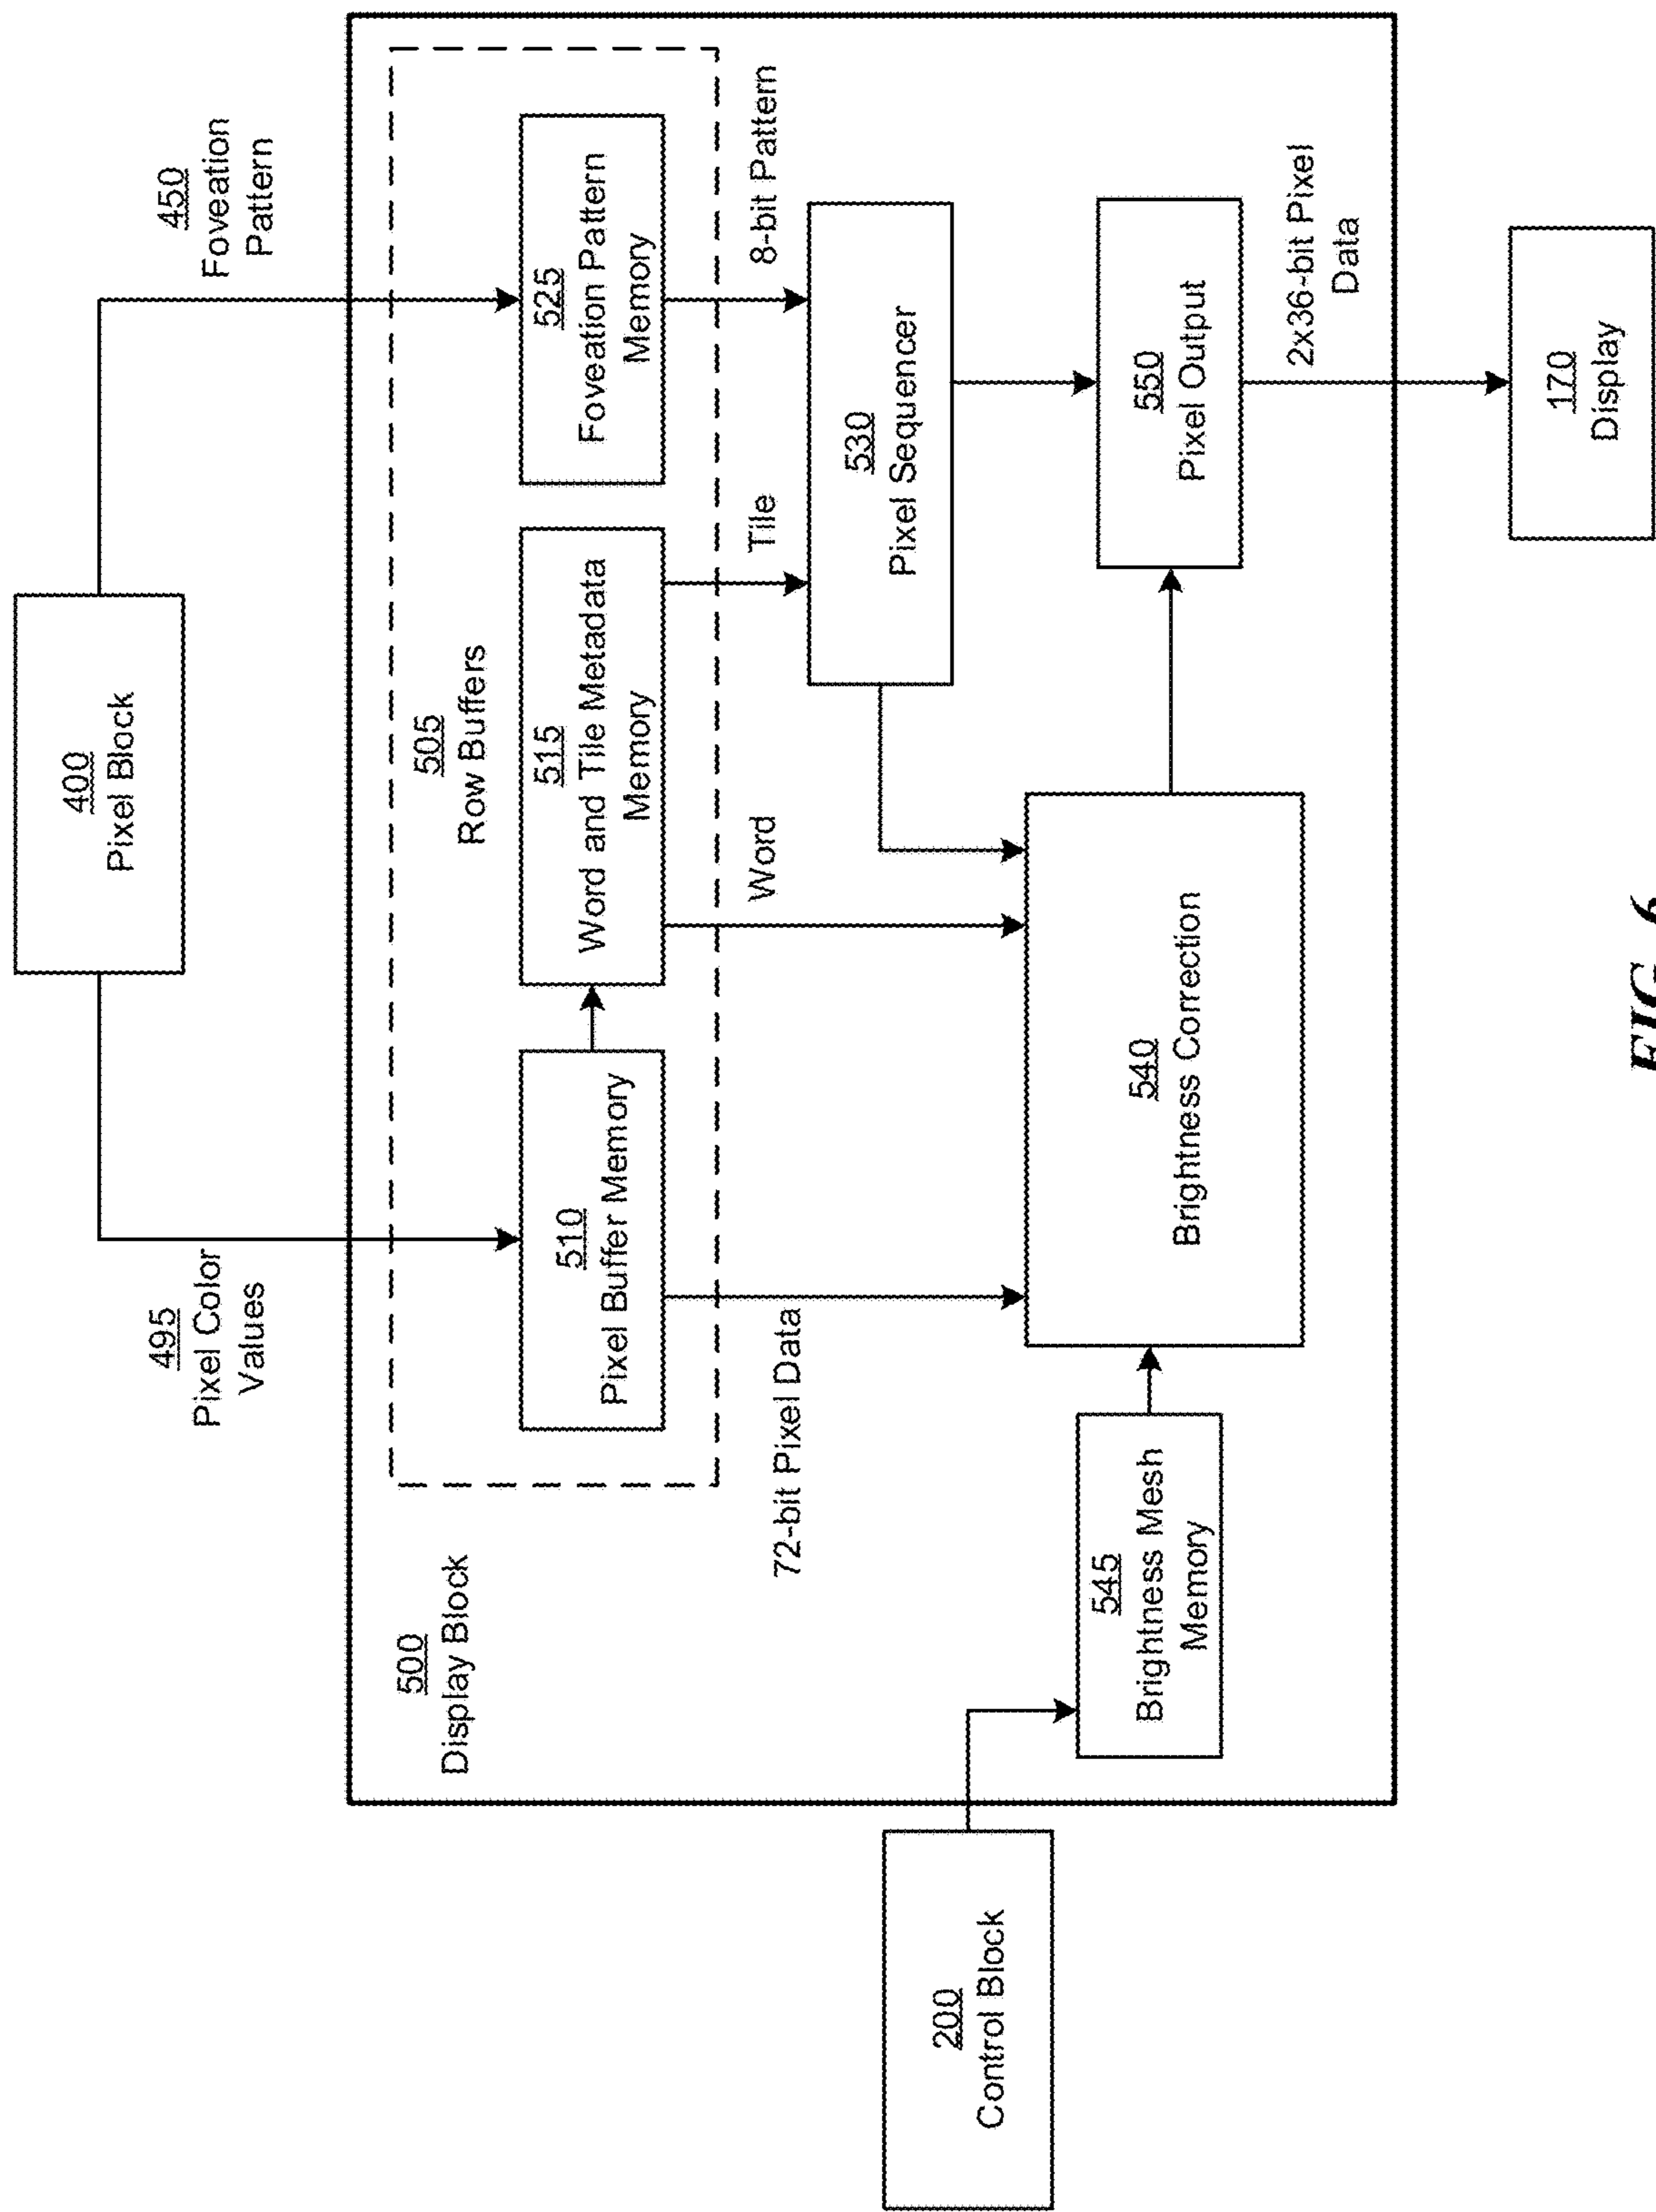 400
Pixel Block
495
Pixel Color
Values
450
Foveation
Pattern
500
Display Block
505
Row Buffers
510
Pixel Buffer Memory
515
Word and Tile Metadata
Memory
525
Foveation Pattern
Memory
72-bit Pixel Data
Word
Tile
8-bit Pattern
530
Pixel Sequencer
200
Control Block
545
Brightness Mesh
Memory
540
Brightness Correction
550
Pixel Output
2x36-bit Pixel
Data
170
Display
FIG. 6